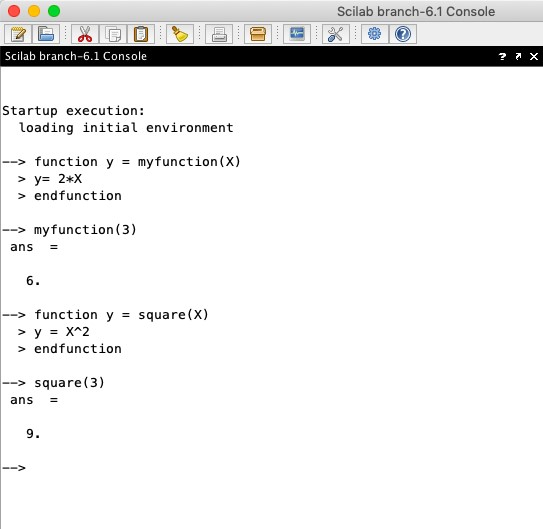 Scilab branch-6.1 Console
Scilab branch-6.1 Console ? ↗ ✕
Startup execution:
  loading initial environment
--> function y = myfunction(X)
  > y= 2*X
  > endfunction
--> myfunction(3)
 ans  =
   6.
--> function y = square(X)
  > y = X^2
  > endfunction
--> square(3)
 ans  =
   9.
-->